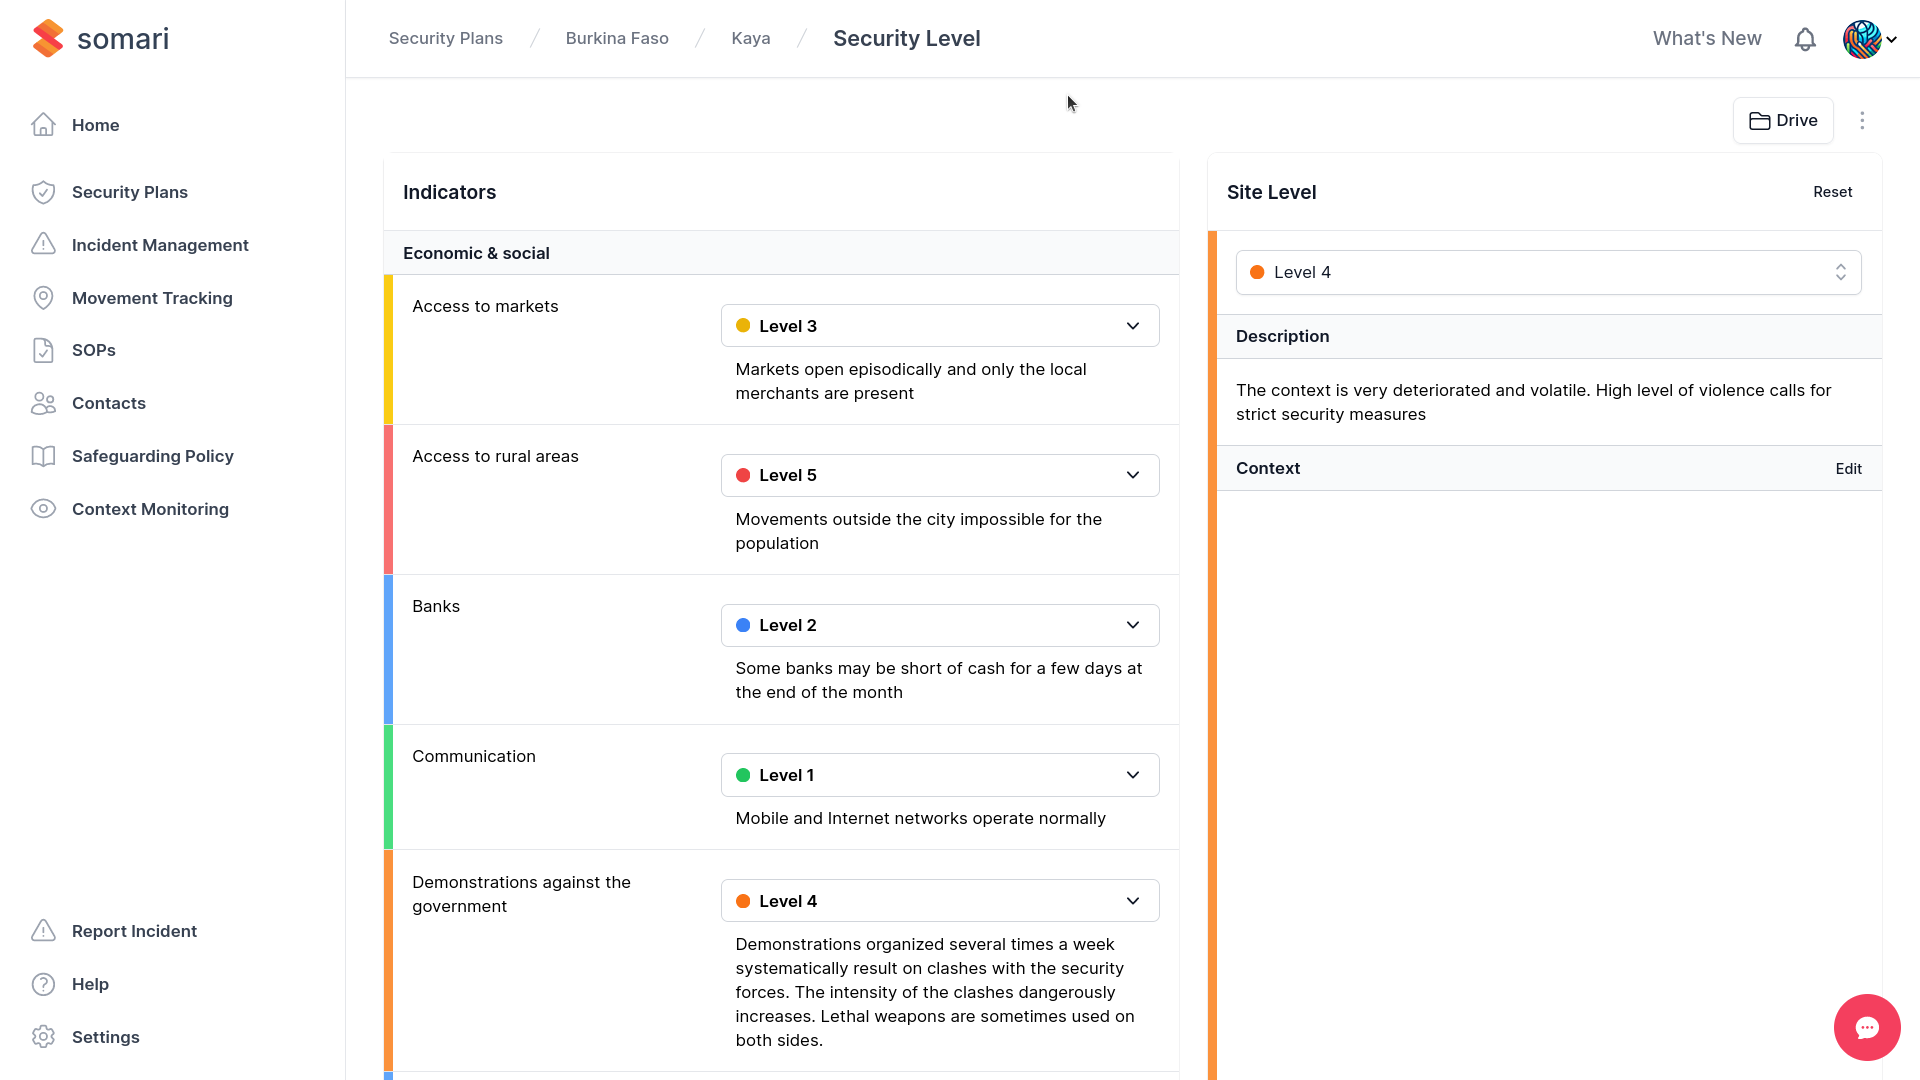 somari
Security Plans / Burkina Faso / Kaya / Security Level
What's New
Home
Security Plans
Incident Management
Movement Tracking
SOPs
Contacts
Safeguarding Policy
Context Monitoring
Report Incident
Help
Settings
Drive
Indicators
Economic & social
Access to markets
Level 3
Markets open episodically and only the local
merchants are present
Access to rural areas
Level 5
Movements outside the city impossible for the
population
Banks
Level 2
Some banks may be short of cash for a few days at
the end of the month
Communication
Level 1
Mobile and Internet networks operate normally
Demonstrations against the
government
Level 4
Demonstrations organized several times a week
systematically result on clashes with the security
forces. The intensity of the clashes dangerously
increases. Lethal weapons are sometimes used on
both sides.
Site Level
Reset
Level 4
Description
The context is very deteriorated and volatile. High level of violence calls for
strict security measures
Context
Edit